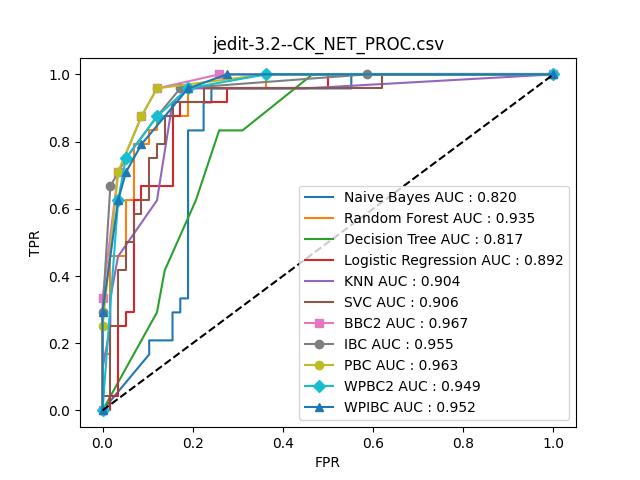 jedit-3.2--CK_NET_PROC.csv
1.0
0.8
0.6
0.4
0.2
0.0
TPR
Naive Bayes AUC : 0.820
Random Forest AUC : 0.935
Decision Tree AUC : 0.817
Logistic Regression AUC : 0.892
KNN AUC : 0.904
SVC AUC : 0.906
BBC2 AUC : 0.967
IBC AUC : 0.955
PBC AUC : 0.963
WPBC2 AUC : 0.949
WPIBC AUC : 0.952
0.0 0.2 0.4 0.6 0.8 1.0
FPR